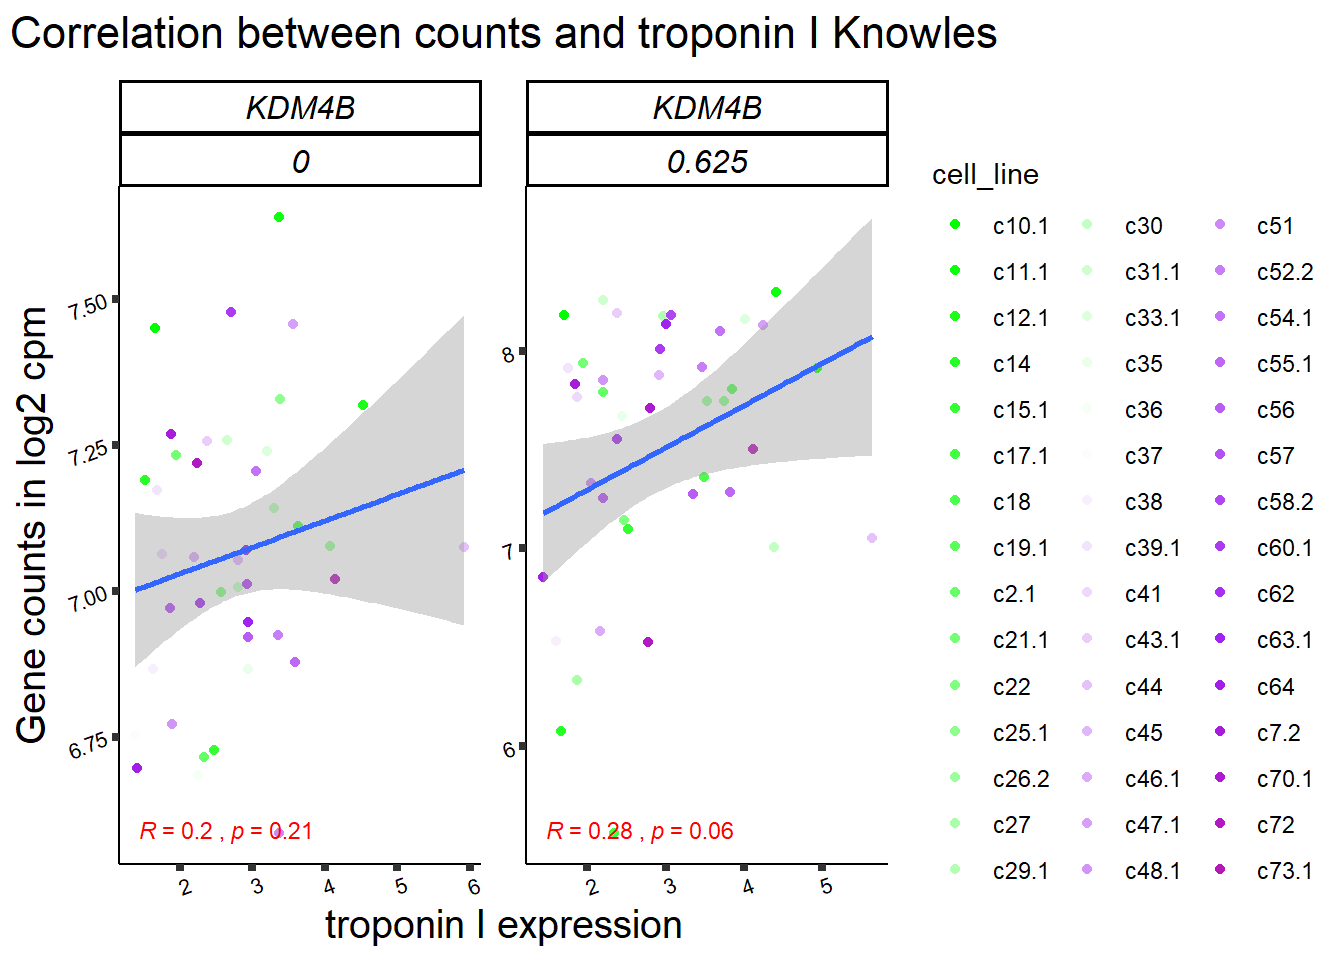 Correlation between counts and troponin I Knowles
KDM4B
0
KDM4B
0.625
Gene counts in log2 cpm
7.50
7.25
7.00
6.75
R = 0.2 , p = 0.21
2 3 4 5 6
8
7
6
R = 0.28 , p = 0.06
2 3 4 5
troponin I expression
cell_line
c10.1 c30 c51
c11.1 c31.1 c52.2
c12.1 c33.1 c54.1
c14 c35 c55.1
c15.1 c36 c56
c17.1 c37 c57
c18 c38 c58.2
c19.1 c39.1 c60.1
c2.1 c41 c62
c21.1 c43.1 c63.1
c22 c44 c64
c25.1 c45 c7.2
c26.2 c46.1 c70.1
c27 c47.1 c72
c29.1 c48.1 c73.1